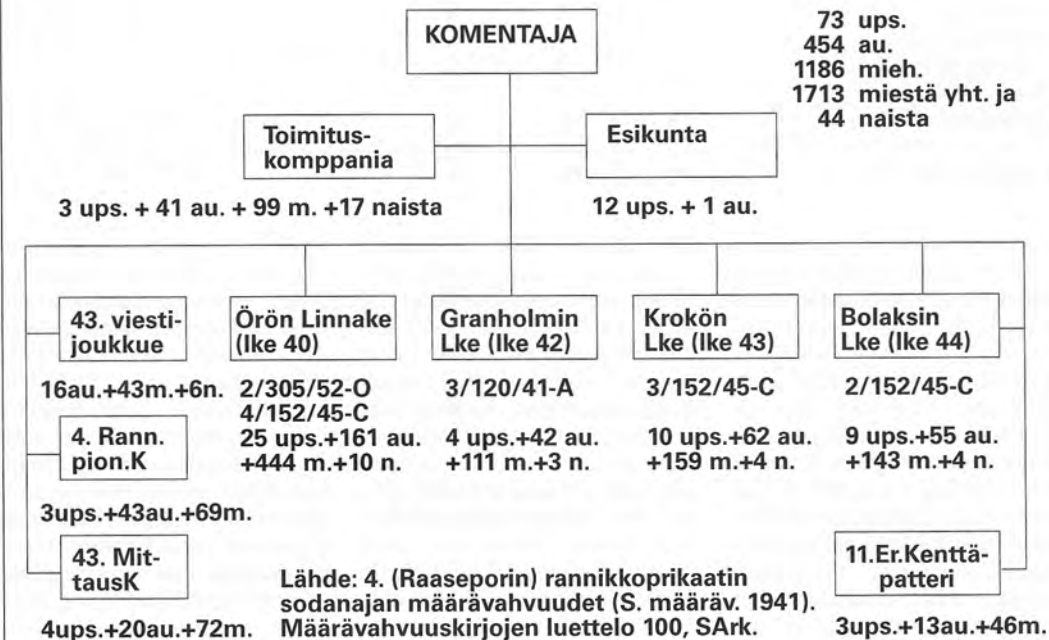 KOMENTAJA
73 ups.
454 au.
1186 mieh.
1713 miestä yht. ja
44 naista
Toimitus-
komppania
Esikunta
3 ups. + 41 au. + 99 m. +17 naista
12 ups. + 1 au.
43. viesti-
joukkue
Örön Linnake
(lke 40)
Granholmin
Lke (lke 42)
Krokön
Lke (lke 43)
Bolaksin
Lke (lke 44)
16au.+43m.+6n.
2/305/52-O
4/152/45-C
25 ups.+161 au.
+444 m.+10 n.
3/120/41-A
4 ups.+42 au.
+111 m.+3 n.
3/152/45-C
10 ups.+62 au.
+159 m.+4 n.
2/152/45-C
9 ups.+55 au.
+143 m.+4 n.
4. Rann.
pion.K
3ups.+43au.+69m.
43. Mit-
tausK
4ups.+20au.+72m.
11.Er.Kenttä-
patteri
3ups.+13au.+46m.
Lähde: 4. (Raaseporin) rannikkoprikaatin
sodanajan määrävahvuudet (S. määräv. 1941).
Määrävahvuuskirjojen luettelo 100, SArk.